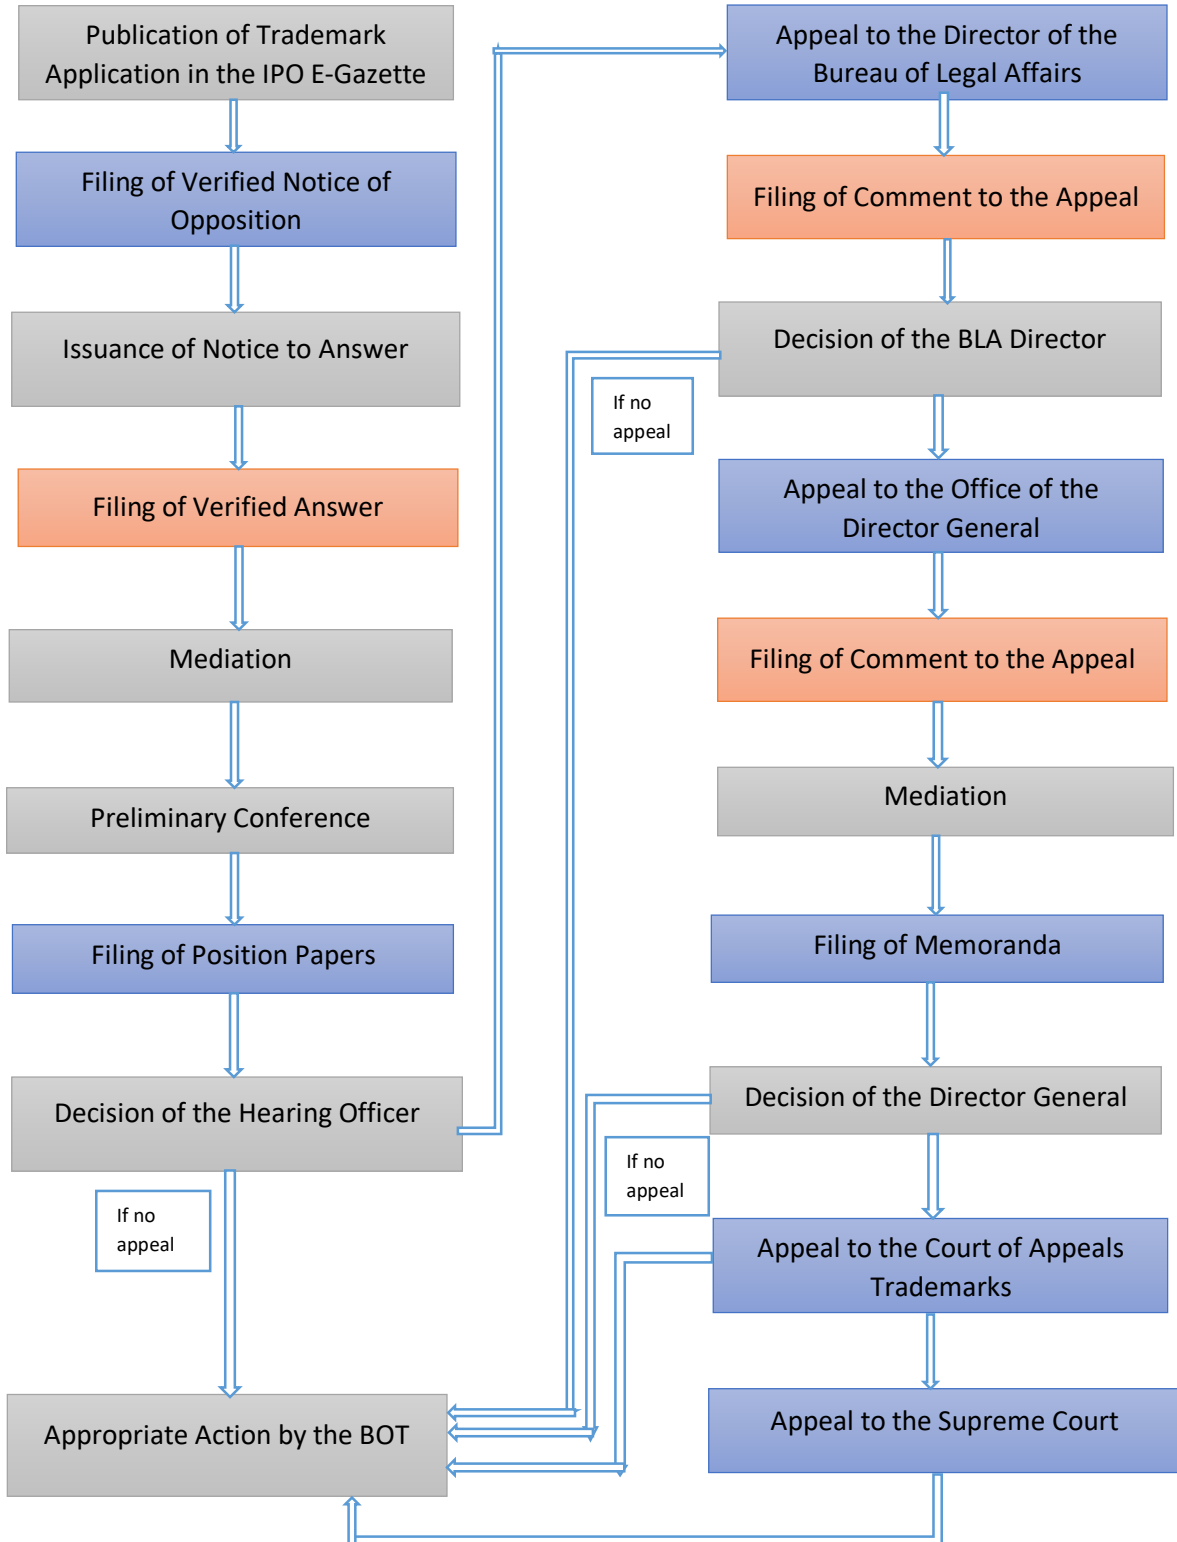 Publication of Trademark
Application in the IPO E-Gazette
Filing of Verified Notice of
Opposition
Issuance of Notice to Answer
Filing of Verified Answer
Mediation
Preliminary Conference
Filing of Position Papers
Decision of the Hearing Officer
If no
appeal
Appropriate Action by the BOT
Appeal to the Director of the
Bureau of Legal Affairs
Filing of Comment to the Appeal
Decision of the BLA Director
If no
appeal
Appeal to the Office of the
Director General
Filing of Comment to the Appeal
Mediation
Filing of Memoranda
Decision of the Director General
If no
appeal
Appeal to the Court of Appeals
Trademarks
Appeal to the Supreme Court